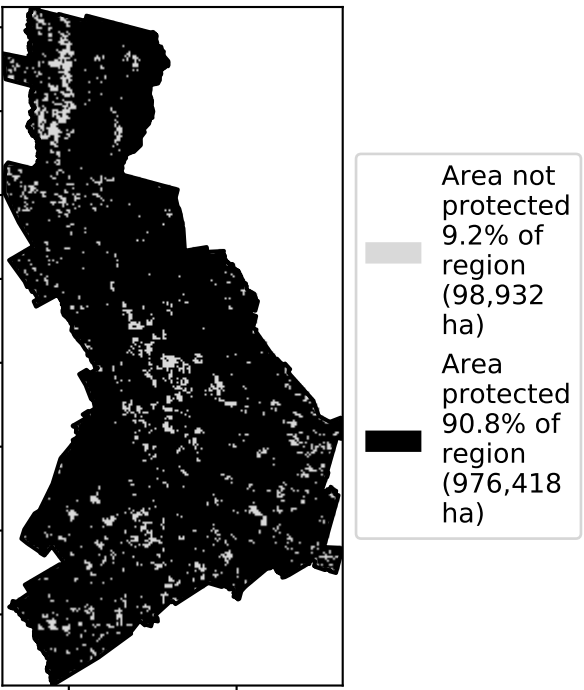 Area not
protected
9.2% of
region
(98,932
ha)
Area
protected
90.8% of
region
(976,418
ha)